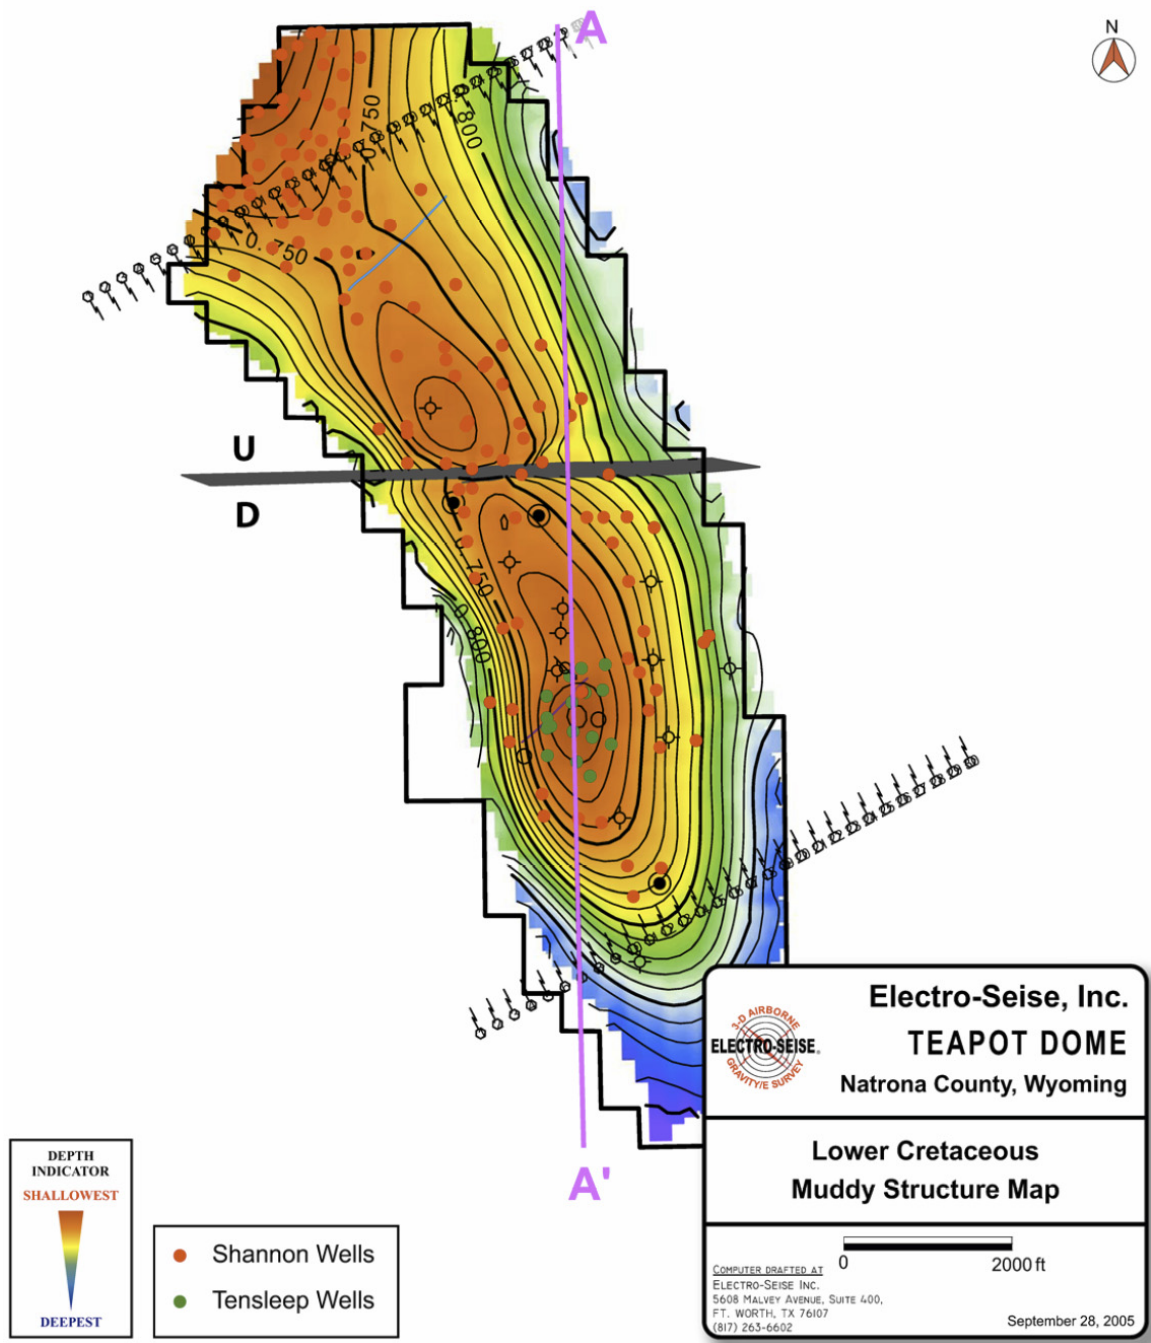 A
N
0.750
.800
0.750
U
D
0.750
0.800
A'
Electro-Seise, Inc.
TEAPOT DOME
Natrona County, Wyoming
3-D AIRBORNE
ELECTRO-SEISE.
GRAVITY/E SURVEY
Lower Cretaceous
Muddy Structure Map
0 2000 ft
COMPUTER DRAFTED AT
ELECTRO-SEISE INC.
5608 MALVEY AVENUE, SUITE 400,
FT. WORTH, TX 76107
(817) 263-6602
September 28, 2005
DEPTH
INDICATOR
SHALLOWEST
DEEPEST
Shannon Wells
Tensleep Wells